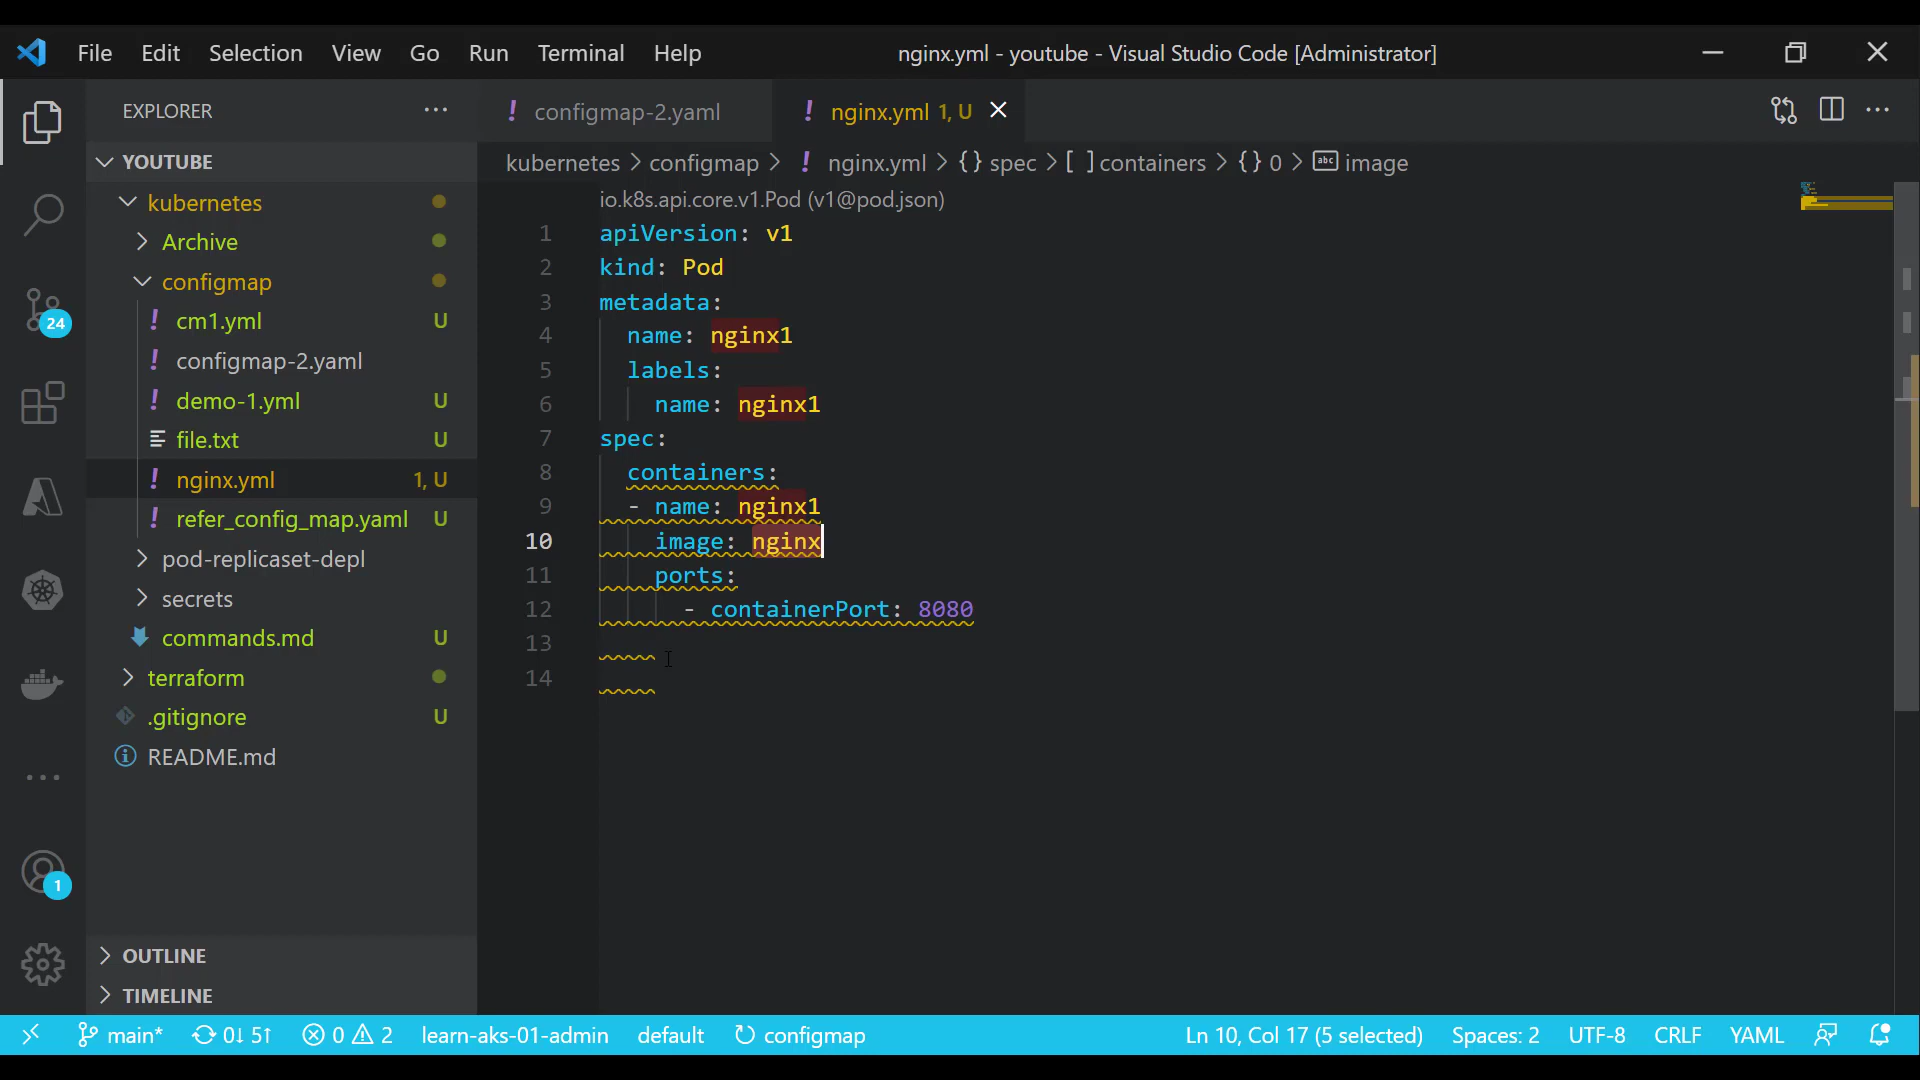 File Edit Selection View Go Run Terminal Help nginx.yml - youtube - Visual Studio Code [Administrator]
EXPLORER ...
configmap-2.yaml
nginx.yml 1, U
YOUTUBE
kubernetes > configmap > nginx.yml > {} spec > [ ] containers > {} 0 > abc image
kubernetes
Archive
configmap
cm1.yml U
configmap-2.yaml
demo-1.yml U
file.txt U
nginx.yml 1, U
refer_config_map.yaml U
pod-replicaset-depl
secrets
commands.md U
terraform
.gitignore U
README.md
OUTLINE
TIMELINE
24
1
io.k8s.api.core.v1.Pod (v1@pod.json)
1 apiVersion: v1
2 kind: Pod
3 metadata:
4   name: nginx1
5   labels:
6     name: nginx1
7 spec:
8   containers:
9   - name: nginx1
10     image: nginx
11     ports:
12       - containerPort: 8080
13
14
main* 0↓ 5↑ 0 2 learn-aks-01-admin default configmap Ln 10, Col 17 (5 selected) Spaces: 2 UTF-8 CRLF YAML